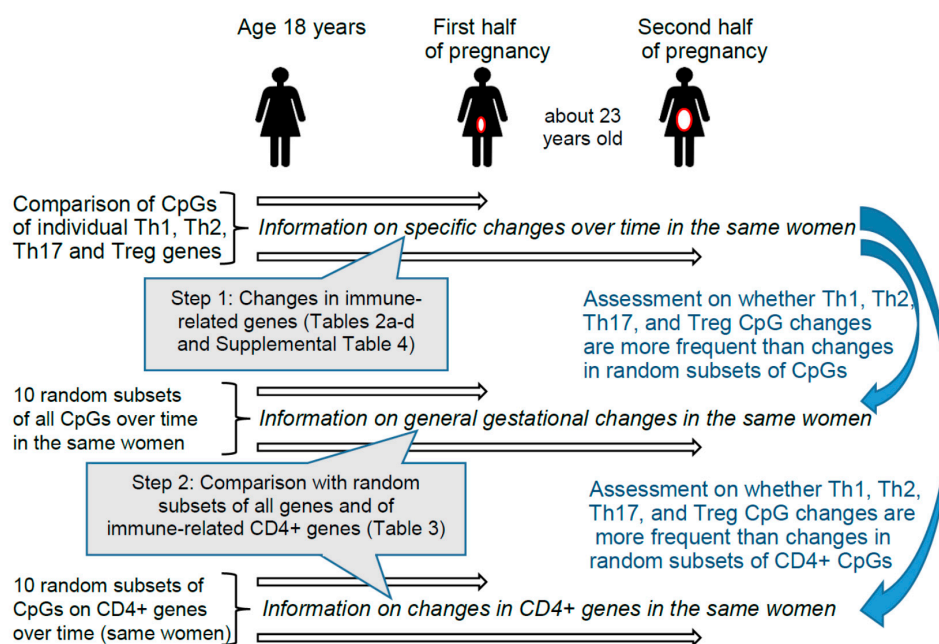 Age 18 years
First half
of pregnancy
Second half
of pregnancy
about 23
years old
Comparison of CpGs
of individual Th1, Th2,
Th17 and Treg genes
Information on specific changes over time in the same women
Step 1: Changes in immune-
related genes (Tables 2a-d
and Supplemental Table 4)
Assessment on whether Th1, Th2,
Th17, and Treg CpG changes
are more frequent than changes
in random subsets of CpGs
10 random subsets
of all CpGs over time
in the same women
Information on general gestational changes in the same women
Step 2: Comparison with random
subsets of all genes and of
immune-related CD4+ genes (Table 3)
Assessment on whether Th1, Th2,
Th17, and Treg CpG changes are
more frequent than changes in
random subsets of CD4+ CpGs
10 random subsets of
CpGs on CD4+ genes
over time (same women)
Information on changes in CD4+ genes in the same women